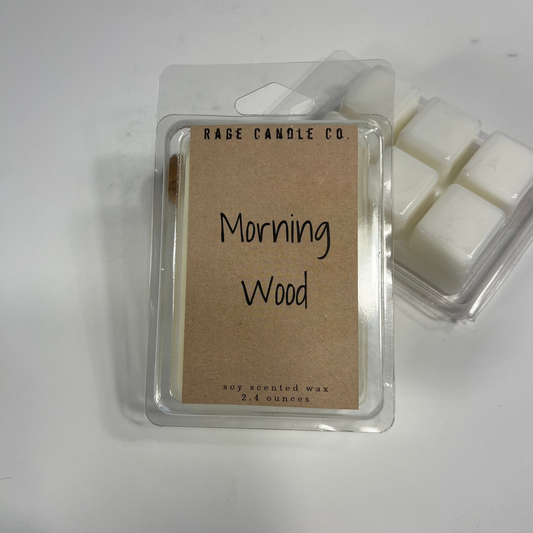 RAGE CANDLE CO.
Morning
Wood
soy scented wax
2.4 ounces